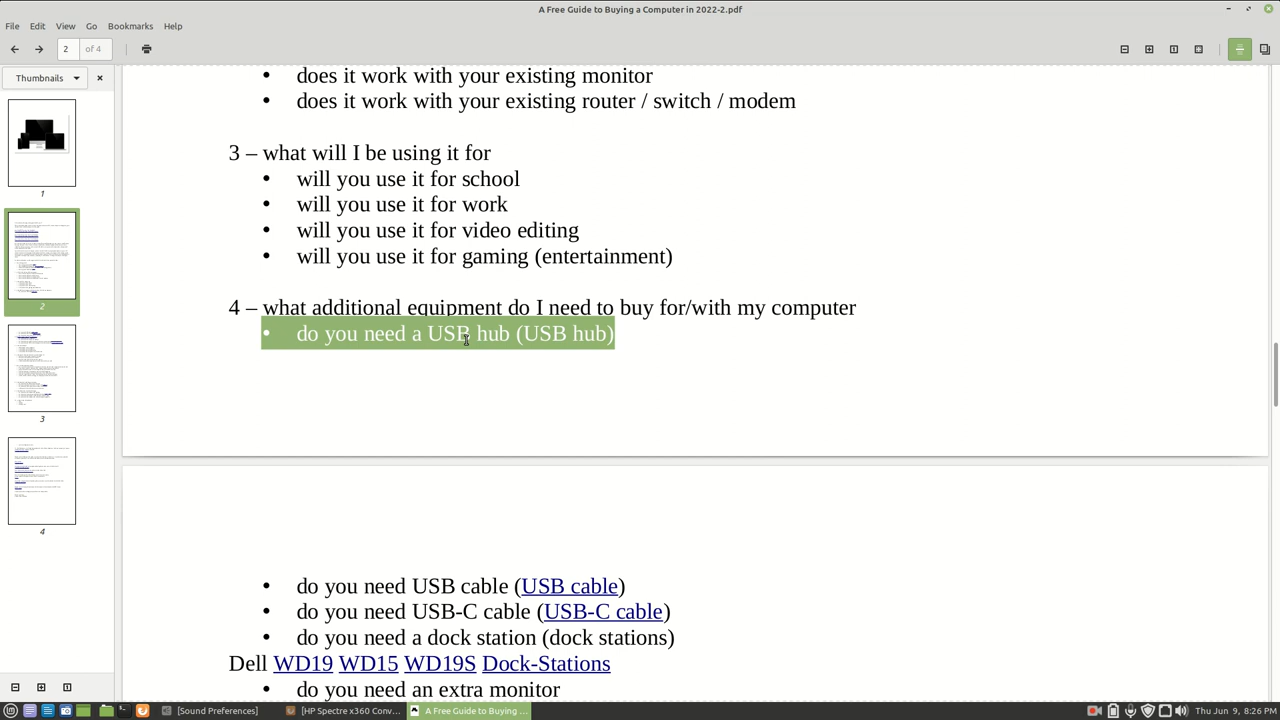 A Free Guide to Buying a Computer in 2022-2.pdf
File Edit View Go Bookmarks Help
2 of 4
Thumbnails
• does it work with your existing monitor
• does it work with your existing router / switch / modem
3 – what will I be using it for
• will you use it for school
• will you use it for work
• will you use it for video editing
• will you use it for gaming (entertainment)
4 – what additional equipment do I need to buy for/with my computer
• do you need a USB hub (USB hub)
• do you need USB cable (USB cable)
• do you need USB-C cable (USB-C cable)
• do you need a dock station (dock stations)
Dell WD19 WD15 WD19S Dock-Stations
• do you need an extra monitor
1
2
3
4
[Sound Preferences] [HP Spectre x360 Conv... A Free Guide to Buying ... Thu Jun 9, 8:26 PM